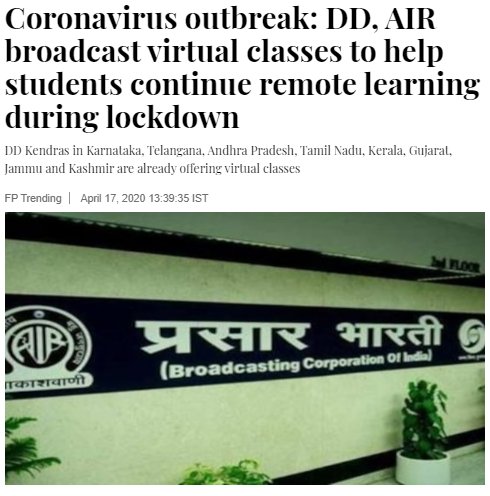 Coronavirus outbreak: DD, AIR
broadcast virtual classes to help
students continue remote learning
during lockdown
DD Kendras in Karnataka, Telangana, Andhra Pradesh, Tamil Nadu, Kerala, Gujarat,
Jammu and Kashmir are already offering virtual classes
FP Trending | April 17, 2020 13:39:35 IST
2nd FLOOR
प्रसार भारती
(Broadcasting Corporation Of India)
AIR